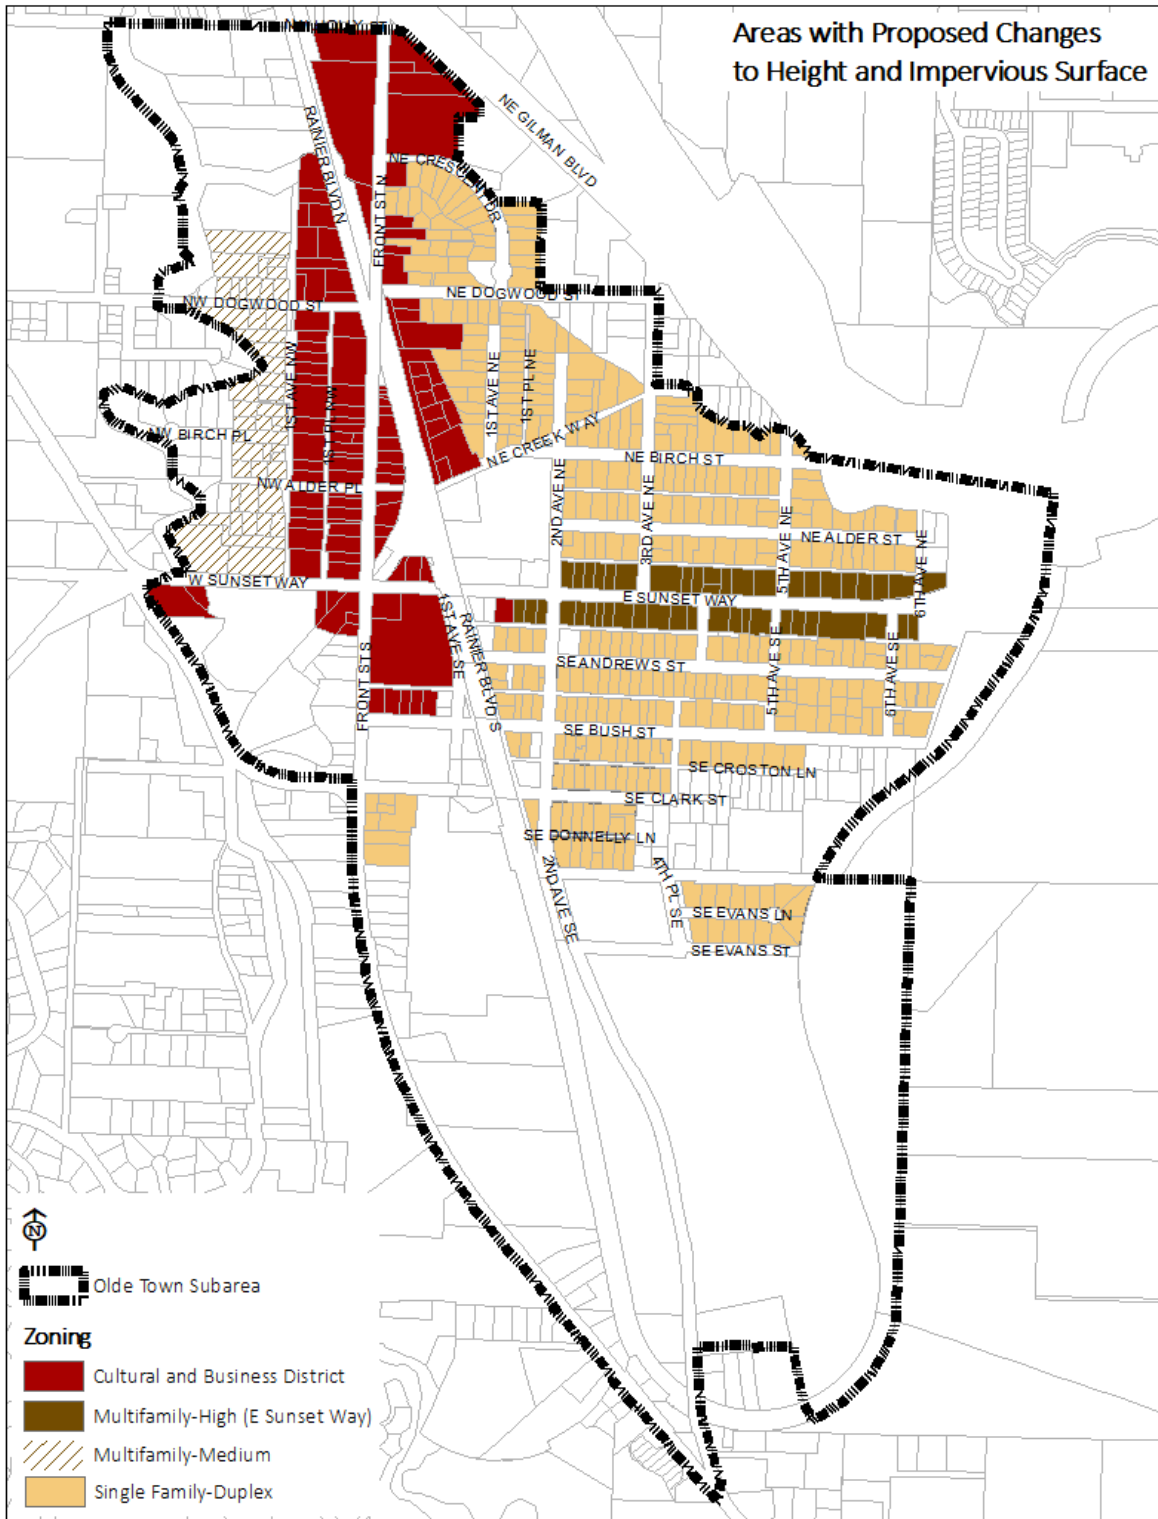 Areas with Proposed Changes
to Height and Impervious Surface
NE GILMAN BLVD
RAINIER BLVD N
NE CRESCENT DR
FRONT ST N
NW DOGWOOD ST
NE DOGWOOD ST
1ST AVE NW
1ST PL NW
1ST AVE NE
1ST PL NE
NW BIRCH PL
NE CREEK WAY
NE BIRCH ST
NW ALDER PL
2ND AVE NE
3RD AVE NE
5TH AVE NE
NE ALDER ST
6TH AVE NE
W SUNSET WAY
E SUNSET WAY
1ST AVE SE
RAINIER BLVD S
FRONT ST S
SE ANDREWS ST
5TH AVE SE
6TH AVE SE
SE BUSH ST
SE CROSTON LN
SE CLARK ST
SE DONNELLY LN
2ND AVE SE
4TH PL SE
SE EVANS LN
SE EVANS ST
N
Olde Town Subarea
Zoning
Cultural and Business District
Multifamily-High (E Sunset Way)
Multifamily-Medium
Single Family-Duplex